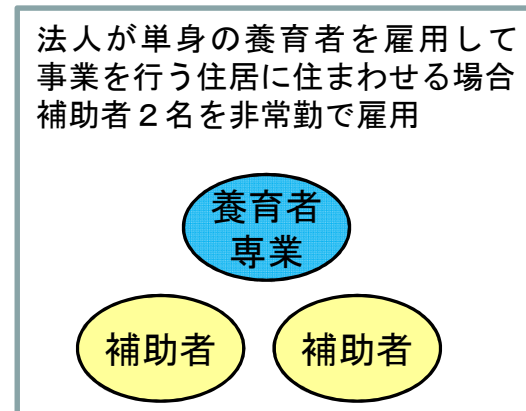 法人が単身の養育者を雇用して
事業を行う住居に住まわせる場合
補助者２名を非常勤で雇用
養育者
専業
補助者 補助者